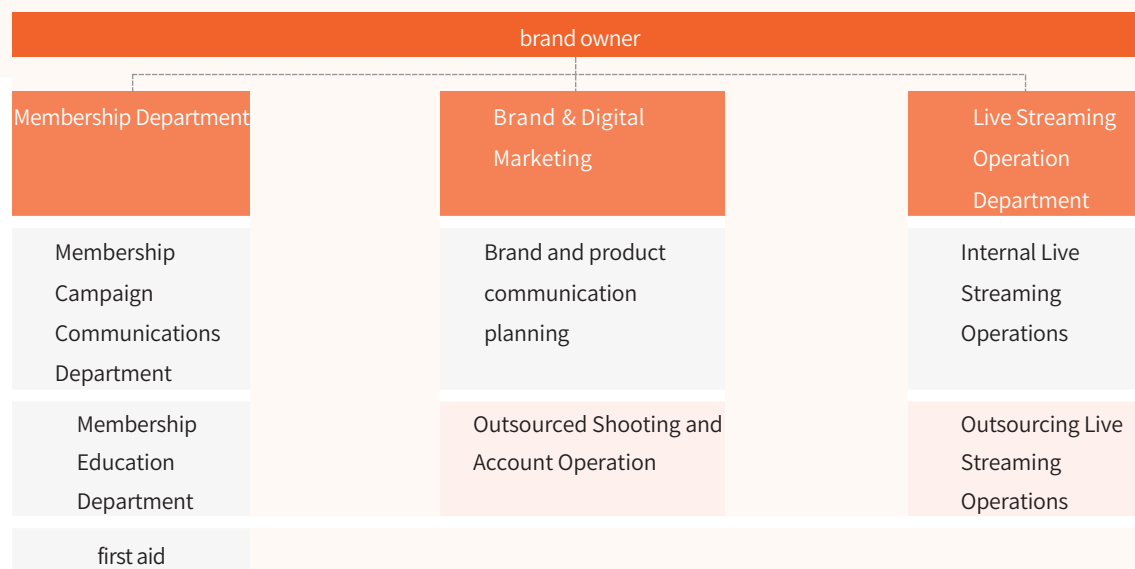 brand owner
Membership Department
Brand & Digital
Marketing
Live Streaming
Operation
Department
Membership
Campaign
Communications
Department
Brand and product
communication
planning
Internal Live
Streaming
Operations
Membership
Education
Department
Outsourced Shooting and
Account Operation
Outsourcing Live
Streaming
Operations
first aid